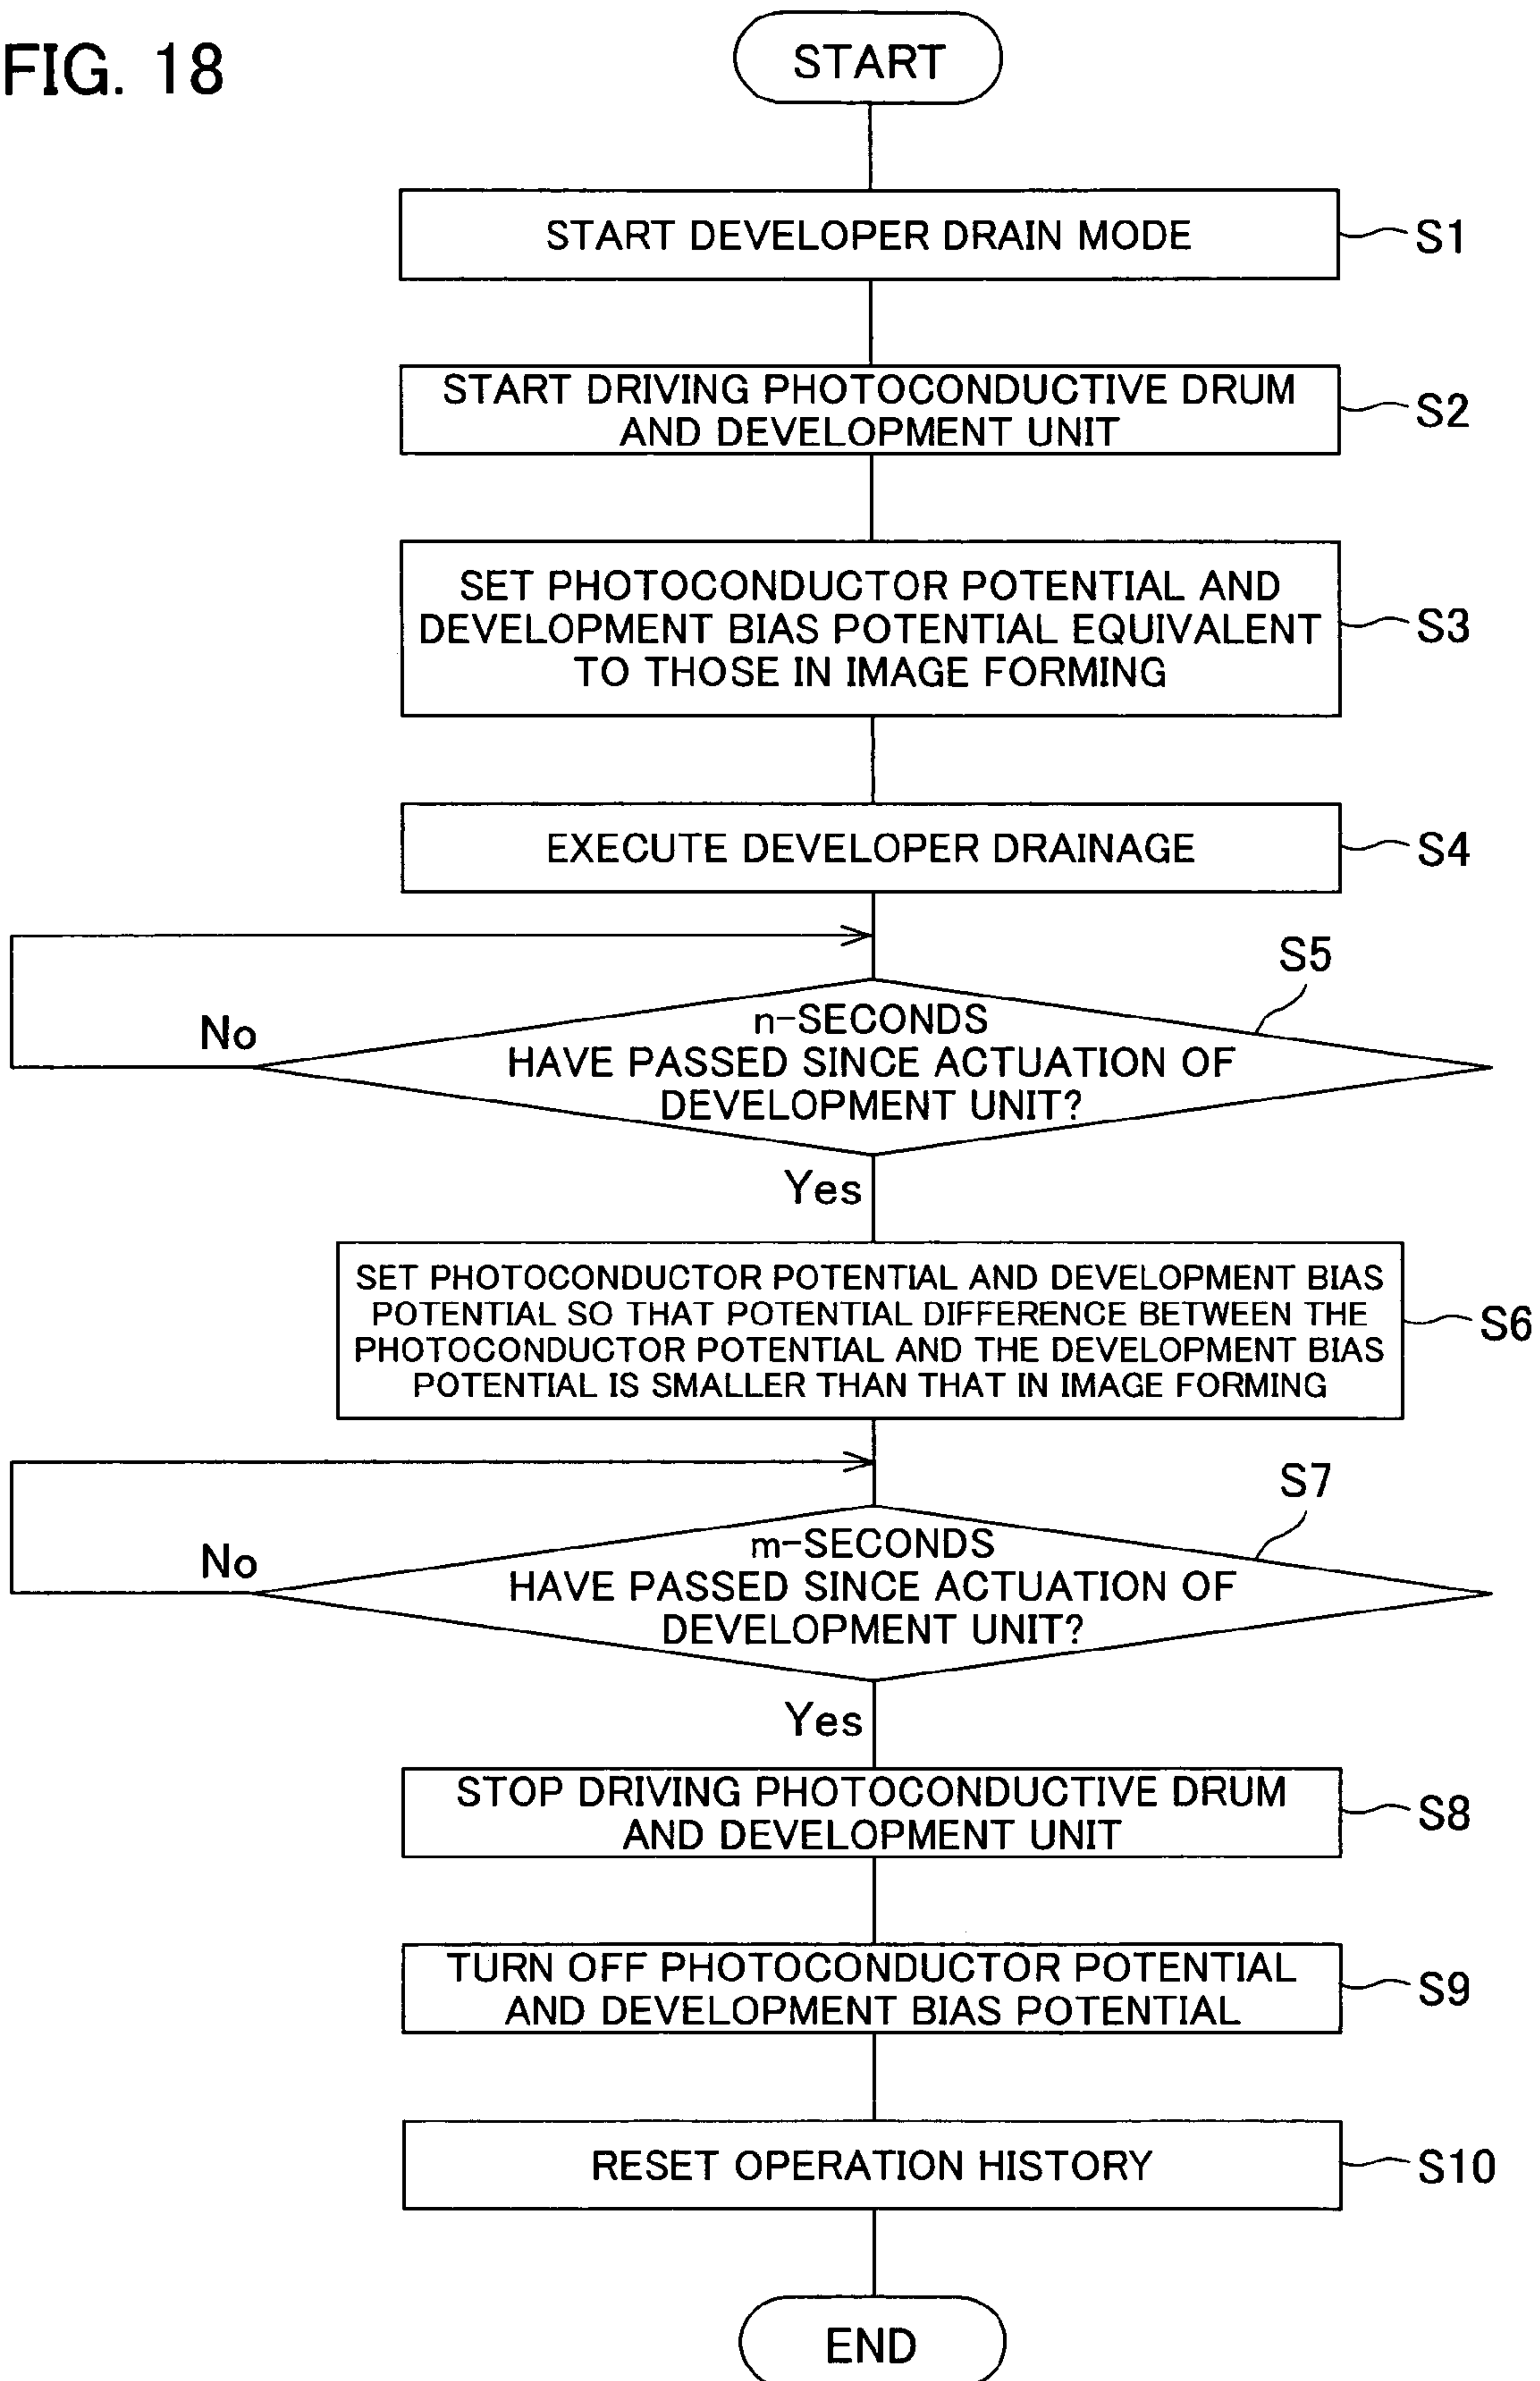 FIG. 18
START
START DEVELOPER DRAIN MODE
S1
START DRIVING PHOTOCONDUCTIVE DRUM
AND DEVELOPMENT UNIT
S2
SET PHOTOCONDUCTOR POTENTIAL AND
DEVELOPMENT BIAS POTENTIAL EQUIVALENT
TO THOSE IN IMAGE FORMING
S3
EXECUTE DEVELOPER DRAINAGE
S4
S5
No
n-SECONDS
HAVE PASSED SINCE ACTUATION OF
DEVELOPMENT UNIT?
Yes
SET PHOTOCONDUCTOR POTENTIAL AND DEVELOPMENT BIAS
POTENTIAL SO THAT POTENTIAL DIFFERENCE BETWEEN THE
PHOTOCONDUCTOR POTENTIAL AND THE DEVELOPMENT BIAS
POTENTIAL IS SMALLER THAN THAT IN IMAGE FORMING
S6
S7
No
m-SECONDS
HAVE PASSED SINCE ACTUATION OF
DEVELOPMENT UNIT?
Yes
STOP DRIVING PHOTOCONDUCTIVE DRUM
AND DEVELOPMENT UNIT
S8
TURN OFF PHOTOCONDUCTOR POTENTIAL
AND DEVELOPMENT BIAS POTENTIAL
S9
RESET OPERATION HISTORY
S10
END